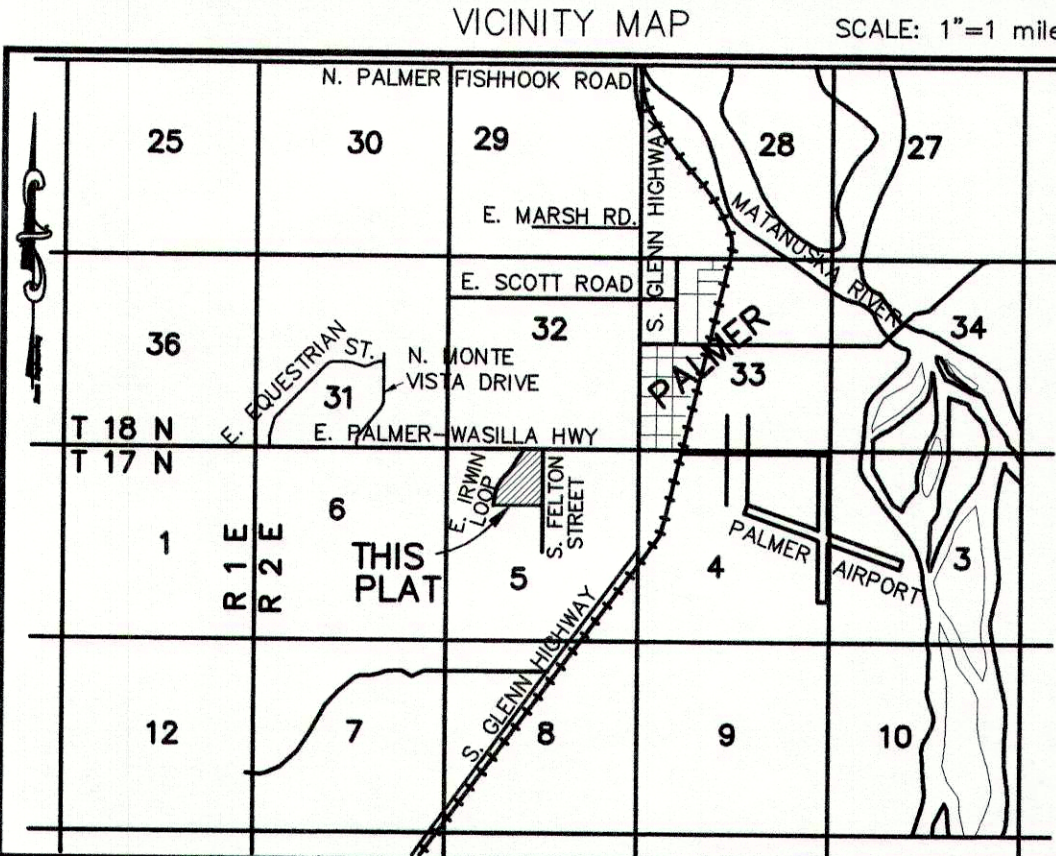 VICINITY MAP
SCALE: 1"=1 mile
N. PALMER FISHHOOK ROAD
25
30
29
28
27
S. GLENN HIGHWAY
E. MARSH RD.
MATANUSKA RIVER
E. SCOTT ROAD
36
32
34
E. EQUESTRIAN ST.
N. MONTE
VISTA DRIVE
31
PALMER
33
T 18 N
E. PALMER-WASILLA HWY
T 17 N
E. IRWIN
LOOP
S. FELTON
STREET
6
1
R 1 E
R 2 E
THIS
PLAT
5
4
PALMER AIRPORT
3
S. GLENN HIGHWAY
12
7
8
9
10